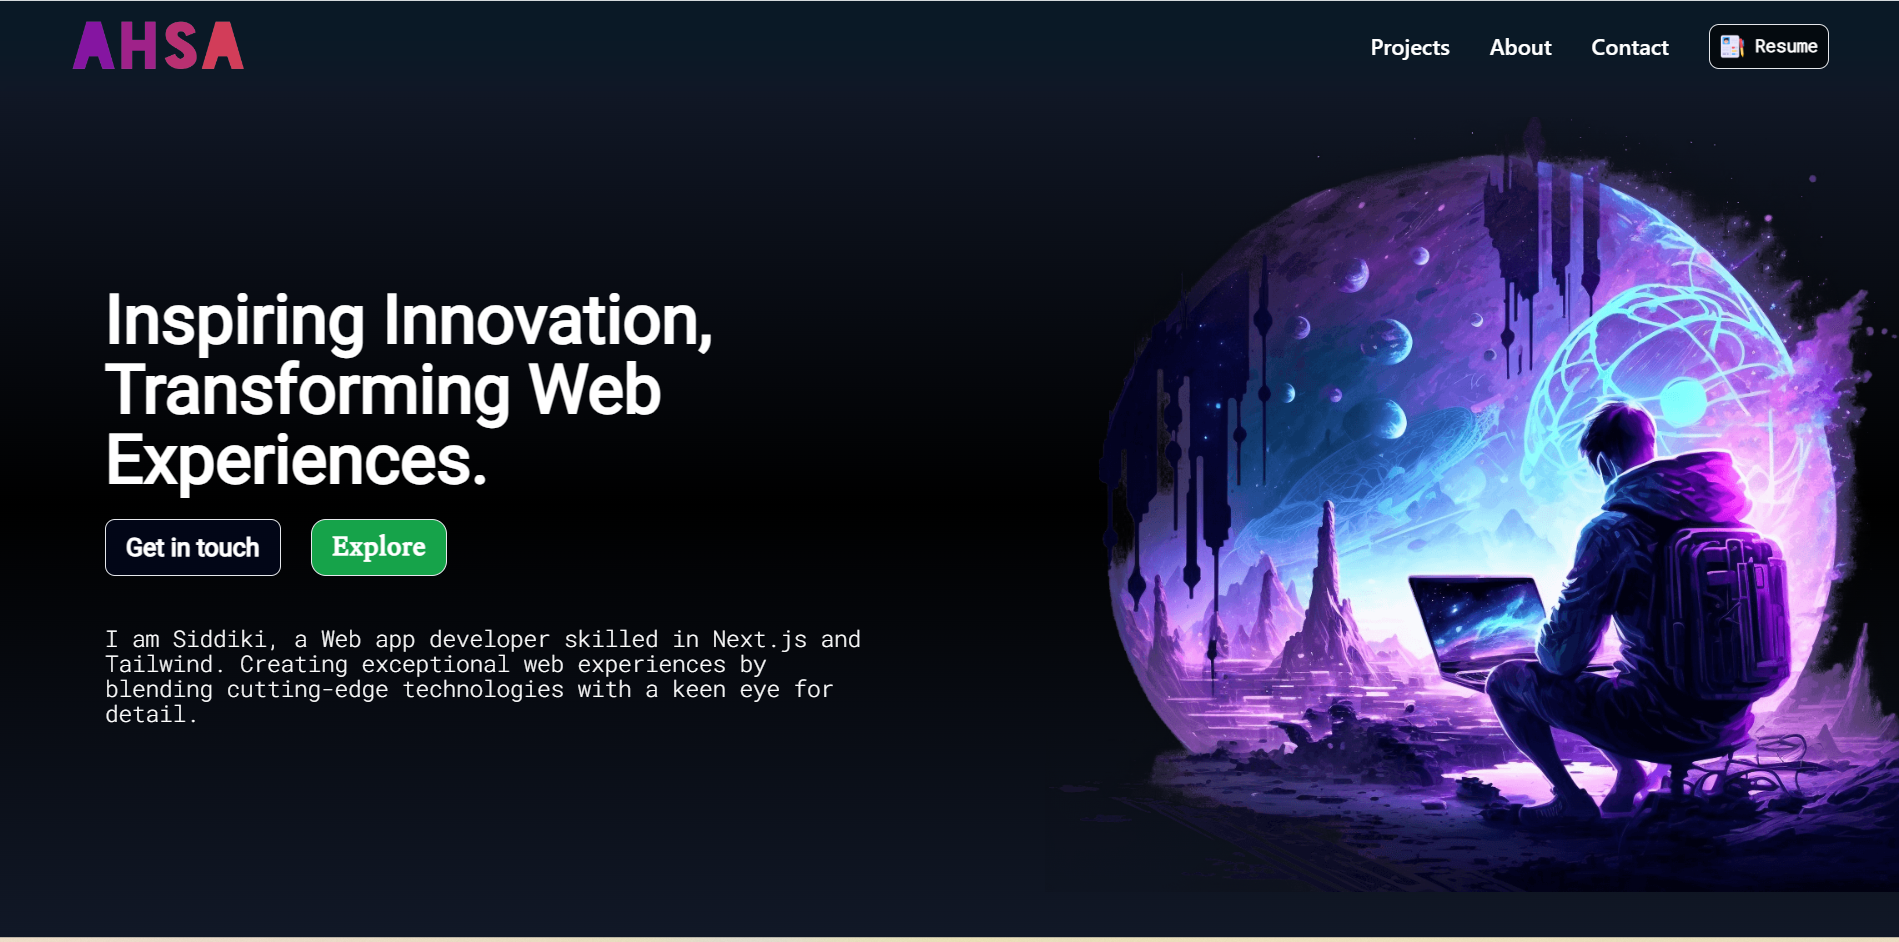 AHSA
Projects
About
Contact
Resume
Inspiring Innovation,
Transforming Web
Experiences.
Get in touch
Explore
I am Siddiki, a Web app developer skilled in Next.js and
Tailwind. Creating exceptional web experiences by
blending cutting-edge technologies with a keen eye for
detail.